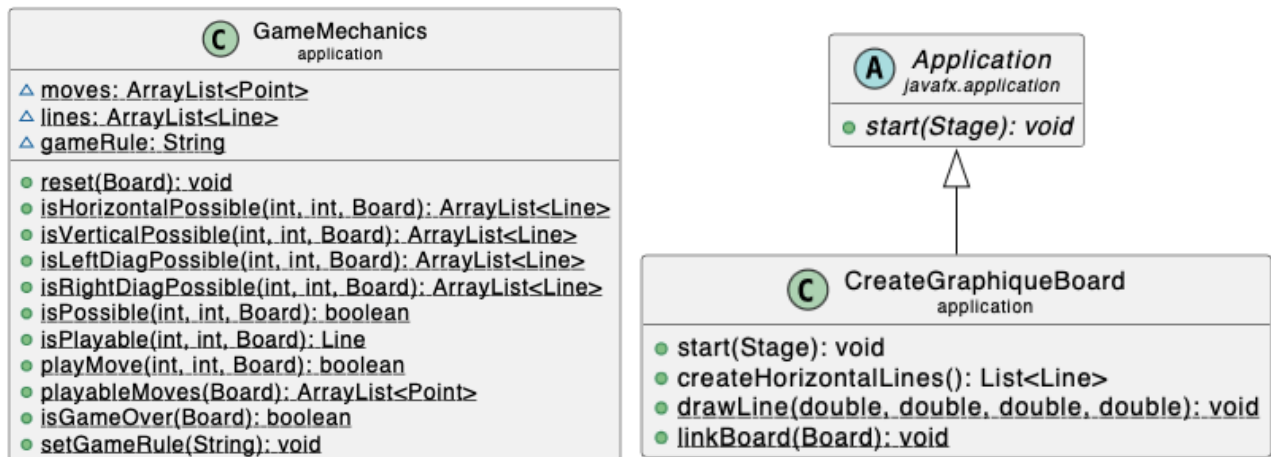 C GameMechanics
application
moves: ArrayList<Point>
lines: ArrayList<Line>
gameRule: String
reset(Board): void
isHorizontalPossible(int, int, Board): ArrayList<Line>
isVerticalPossible(int, int, Board): ArrayList<Line>
isLeftDiagPossible(int, int, Board): ArrayList<Line>
isRightDiagPossible(int, int, Board): ArrayList<Line>
isPossible(int, int, Board): boolean
isPlayable(int, int, Board): Line
playMove(int, int, Board): boolean
playableMoves(Board): ArrayList<Point>
isGameOver(Board): boolean
setGameRule(String): void
A Application
javafx.application
start(Stage): void
C CreateGraphiqueBoard
application
start(Stage): void
createHorizontalLines(): List<Line>
drawLine(double, double, double, double): void
linkBoard(Board): void